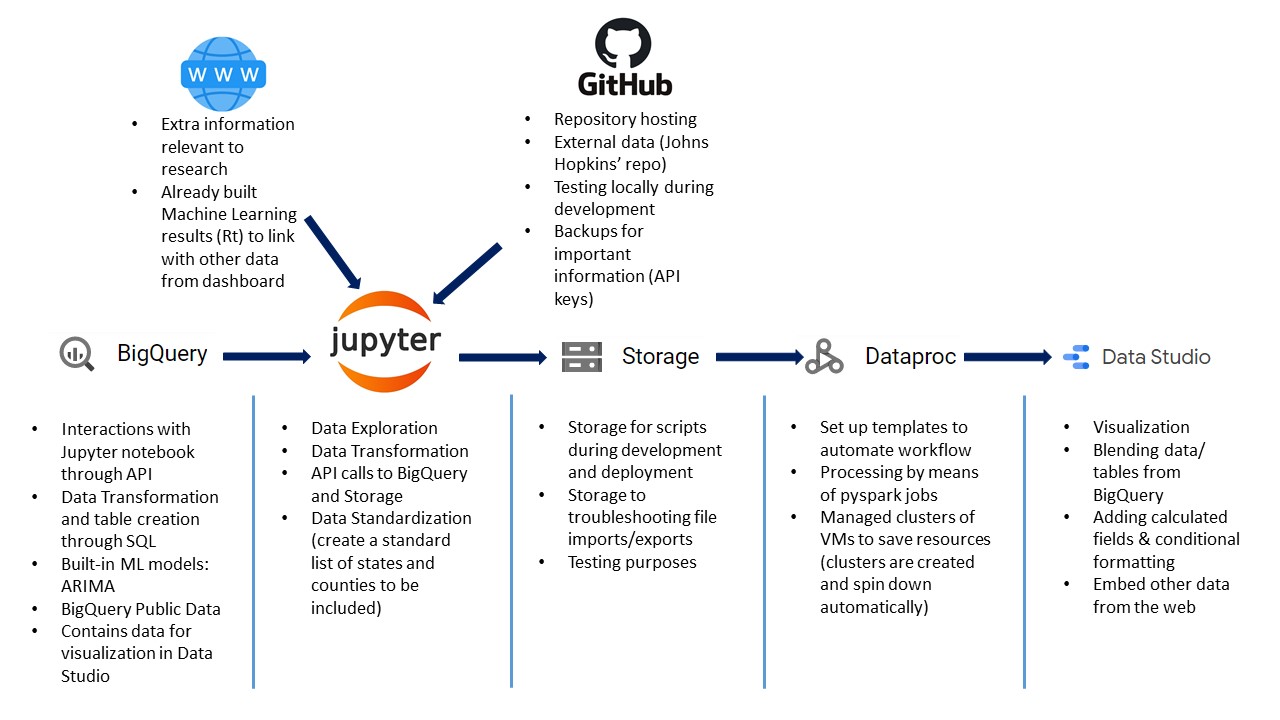 WWW
• Extra information
relevant to
research
• Already built
Machine Learning
results (Rt) to link
with other data
from dashboard
GitHub
• Repository hosting
• External data (Johns
Hopkins’ repo)
• Testing locally during
development
• Backups for
important
information (API
keys)
BigQuery
jupyter
Storage
Dataproc
Data Studio
• Interactions with
Jupyter notebook
through API
• Data Transformation
and table creation
through SQL
• Built-in ML models:
ARIMA
• BigQuery Public Data
• Contains data for
visualization in Data
Studio
• Data Exploration
• Data Transformation
• API calls to BigQuery
and Storage
• Data Standardization
(create a standard
list of states and
counties to be
included)
• Storage for scripts
during development
and deployment
• Storage to
troubleshooting file
imports/exports
• Testing purposes
• Set up templates to
automate workflow
• Processing by means
of pyspark jobs
• Managed clusters of
VMs to save resources
(clusters are created
and spin down
automatically)
• Visualization
• Blending data/
tables from
BigQuery
• Adding calculated
fields & conditional
formatting
• Embed other data
from the web